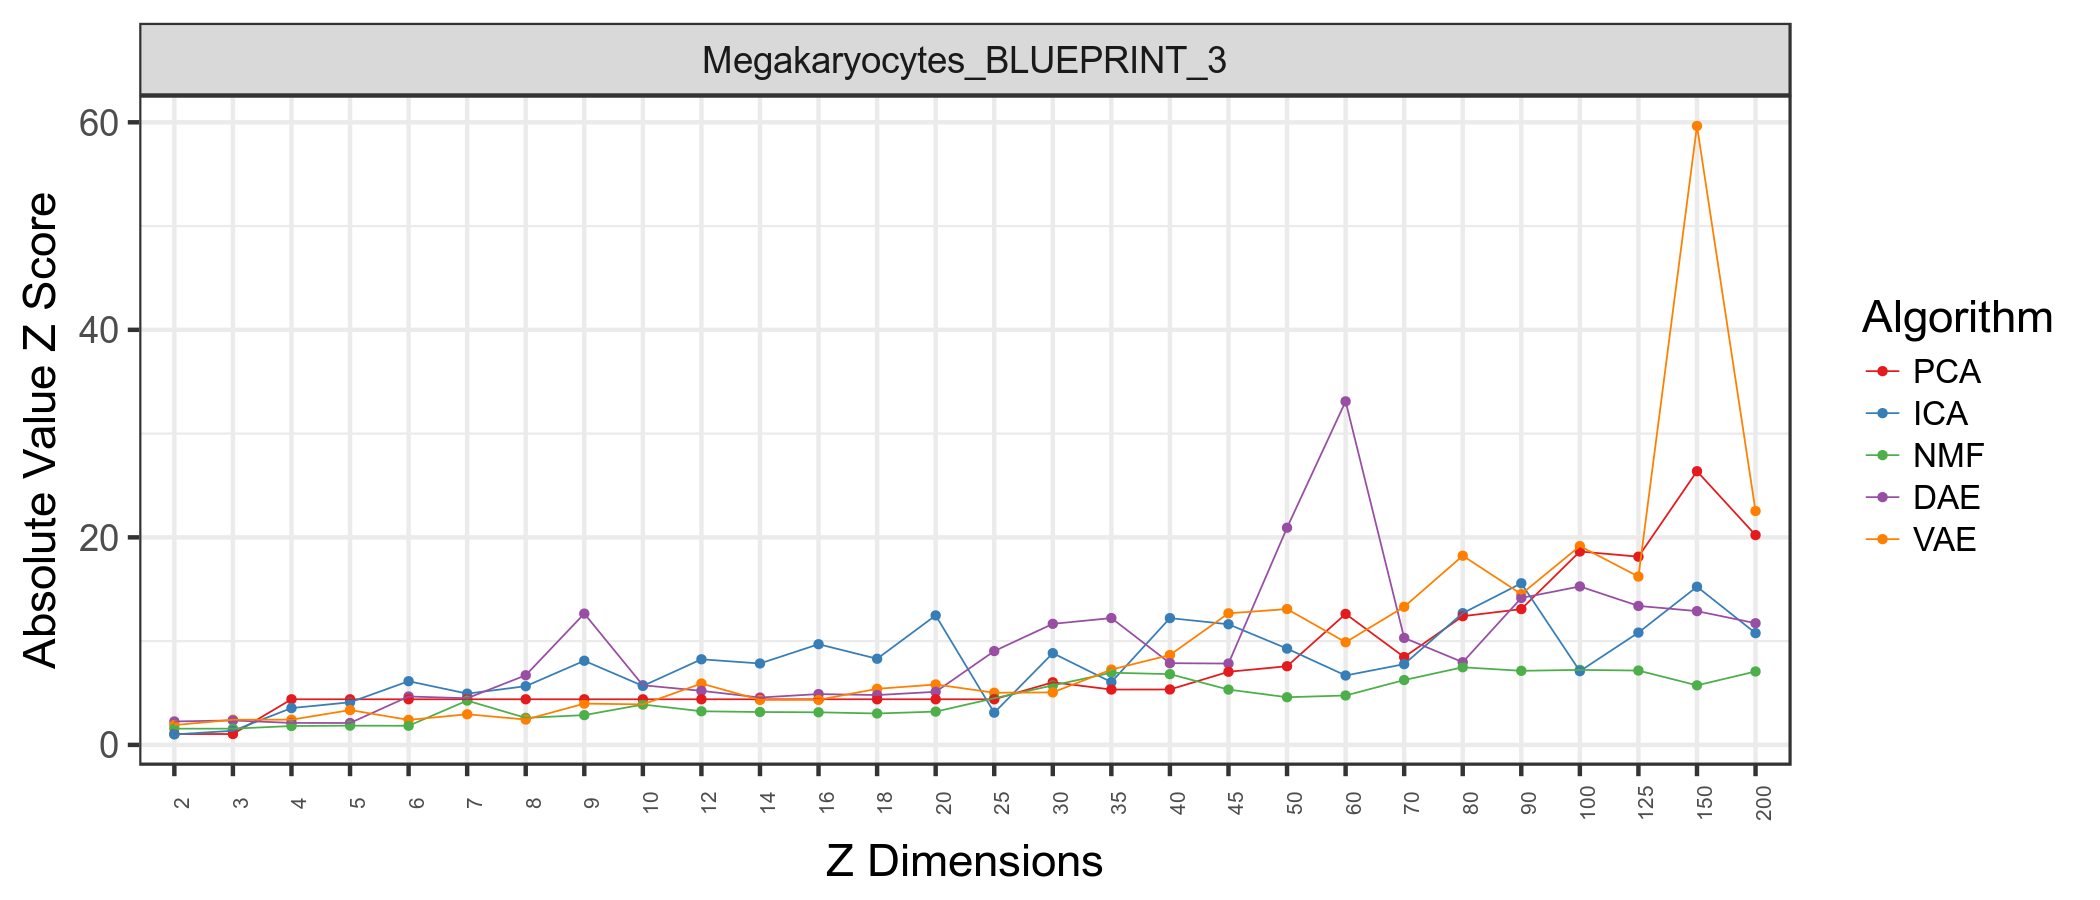 Megakaryocytes_BLUEPRINT_3
60
40
20
0
Absolute Value Z Score
2 3 4 5 6 7 8 9 10 12 14 16 18 20 25 30 35 40 45 50 60 70 80 90 100 125 150 200
Z Dimensions
Algorithm
PCA
ICA
NMF
DAE
VAE